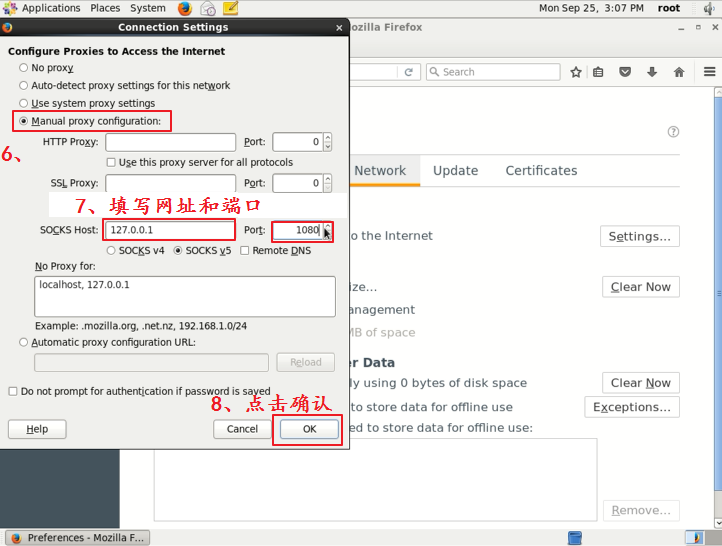 Applications Places System Mon Sep 25, 3:07 PM root
Connection Settings
ozilla Firefox
Configure Proxies to Access the Internet
No proxy
Auto-detect proxy settings for this network
Use system proxy settings
Manual proxy configuration:
6、
HTTP Proxy: Port: 0
Use this proxy server for all protocols
SSL Proxy: Port: 0
7、填写网址和端口
SOCKS Host: 127.0.0.1 Port: 1080
SOCKS v4 SOCKS v5 Remote DNS
No Proxy for:
localhost, 127.0.0.1
Example: .mozilla.org, .net.nz, 192.168.1.0/24
Automatic proxy configuration URL:
Reload
Do not prompt for authentication if password is saved
8、点击确认
Help Cancel OK
Search
Network Update Certificates
o the Internet Settings...
ize... Clear Now
anagement
MB of space
er Data
ly using 0 bytes of disk space Clear Now
to store data for offline use Exceptions...
ed to store data for offline use:
Remove...
Preferences - Mozilla F...